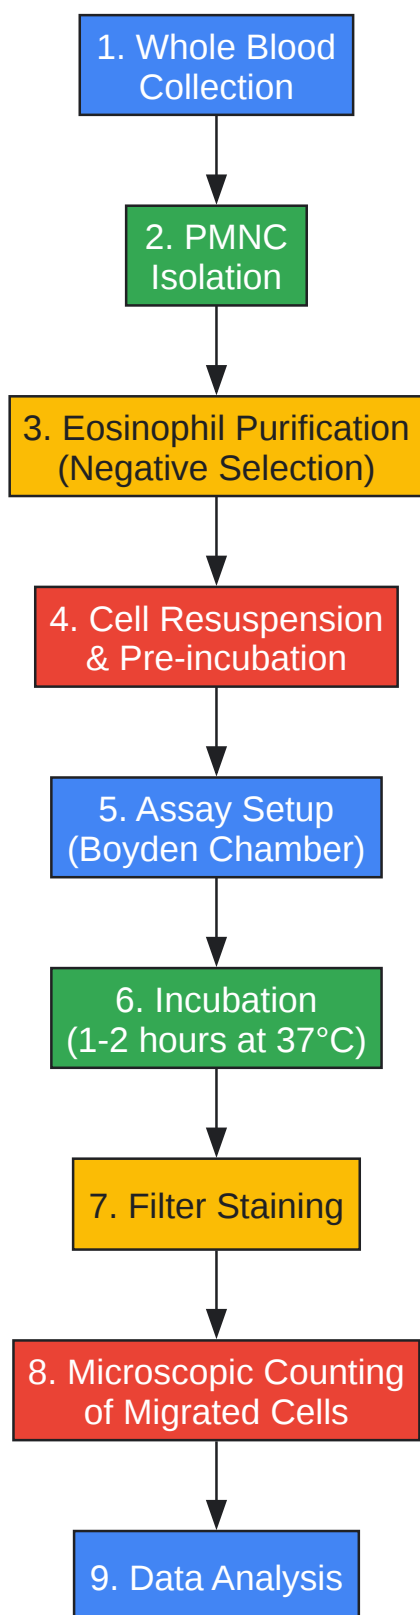 1. Whole Blood
Collection
2. PMNC
Isolation
3. Eosinophil Purification
(Negative Selection)
4. Cell Resuspension
& Pre-incubation
5. Assay Setup
(Boyden Chamber)
6. Incubation
(1-2 hours at 37°C)
7. Filter Staining
8. Microscopic Counting
of Migrated Cells
9. Data Analysis